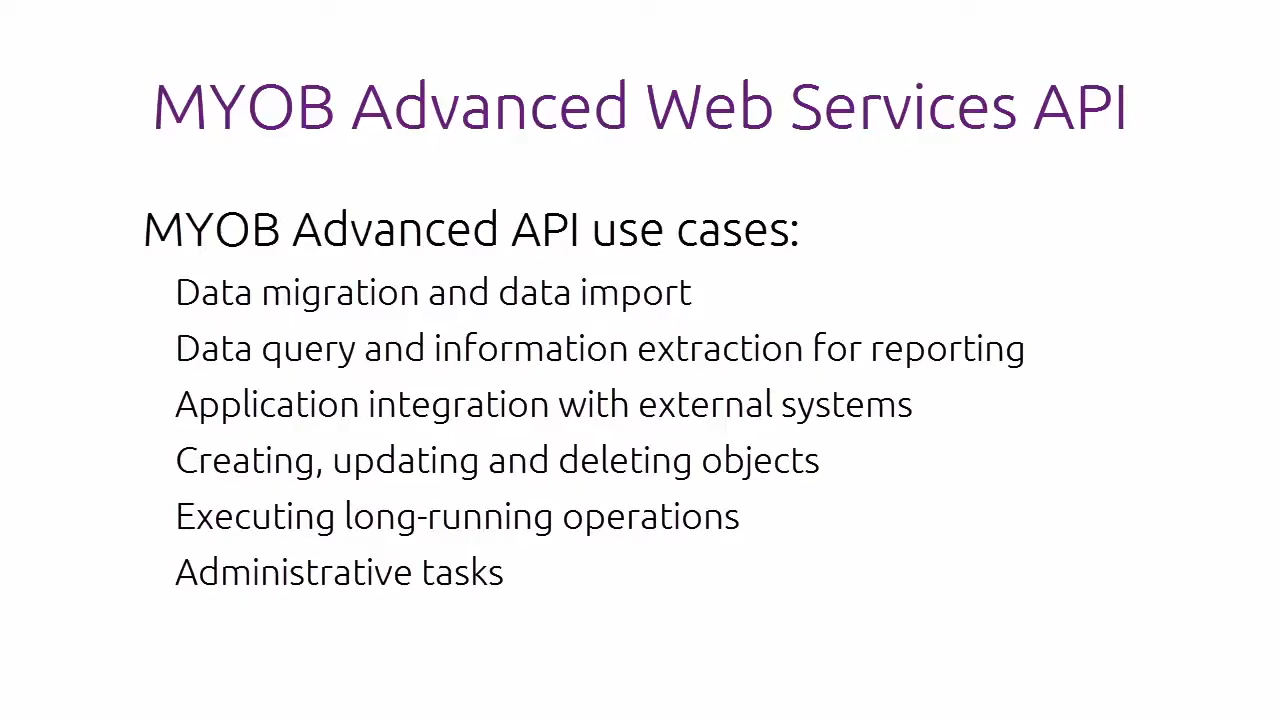 MYOB Advanced Web Services API
MYOB Advanced API use cases:
Data migration and data import
Data query and information extraction for reporting
Application integration with external systems
Creating, updating and deleting objects
Executing long-running operations
Administrative tasks